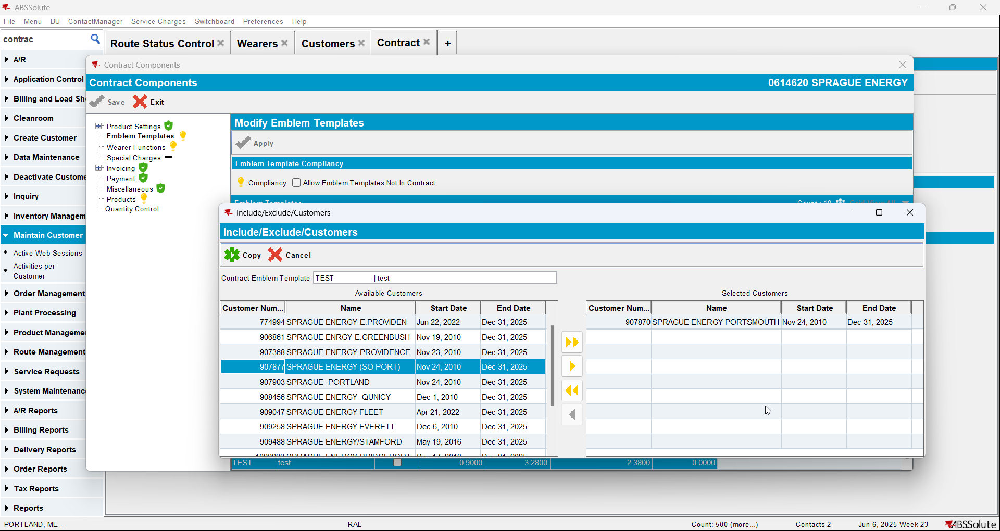 ABSSolute
File Menu BU ContactManager Service Charges Switchboard Preferences Help
contrac
Route Status Control Wearers Customers Contract +
A/R
Application Control
Billing and Load Sh
Cleanroom
Create Customer
Data Maintenance
Deactivate Custome
Inquiry
Inventory Managem
Maintain Customer
Active Web Sessions
Activities per
Customer
Order Management
Plant Processing
Product Manageme
Route Management
Service Requests
System Maintenanc
A/R Reports
Billing Reports
Delivery Reports
Order Reports
Tax Reports
Reports
Contract Components
Contract Components 0614620 SPRAGUE ENERGY
Save Exit
Product Settings
Emblem Templates
Wearer Functions
Special Charges
Invoicing
Payment
Miscellaneous
Products
Quantity Control
Modify Emblem Templates
Apply
Emblem Template Compliancy
Compliancy Allow Emblem Templates Not In Contract
Emblem Templates Count : 19
Include/Exclude/Customers
Include/Exclude/Customers
Copy Cancel
Contract Emblem Template TEST | test
Available Customers
Customer Num... Name Start Date End Date
774994 SPRAGUE ENERGY-E.PROVIDEN Jun 22, 2022 Dec 31, 2025
906861 SPRAGUE ENRGY-E.GREENBUSH Nov 19, 2010 Dec 31, 2025
907368 SPRAGUE ENERGY-PROVIDENCE Nov 23, 2010 Dec 31, 2025
907877 SPRAGUE ENERGY (SO PORT) Nov 24, 2010 Dec 31, 2025
907903 SPRAGUE -PORTLAND Nov 24, 2010 Dec 31, 2025
908456 SPRAGUE ENERGY -QUNICY Dec 1, 2010 Dec 31, 2025
909047 SPRAGUE ENERGY FLEET Apr 21, 2022 Dec 31, 2025
909258 SPRAGUE ENERGY EVERETT Dec 6, 2010 Dec 31, 2025
909488 SPRAGUE ENERGY/STAMFORD May 19, 2016 Dec 31, 2025
SPRAGUE ENERGY-BRIDGEPORT
Selected Customers
Customer Num... Name Start Date End Date
907870 SPRAGUE ENERGY PORTSMOUTH Nov 24, 2010 Dec 31, 2025
TEST test 0.9000 3.2800 2.3800 0.0000
PORTLAND, ME - - RAL Count: 500 (more...) Contacts 2 Jun 6, 2025 Week 23 ABSSolute